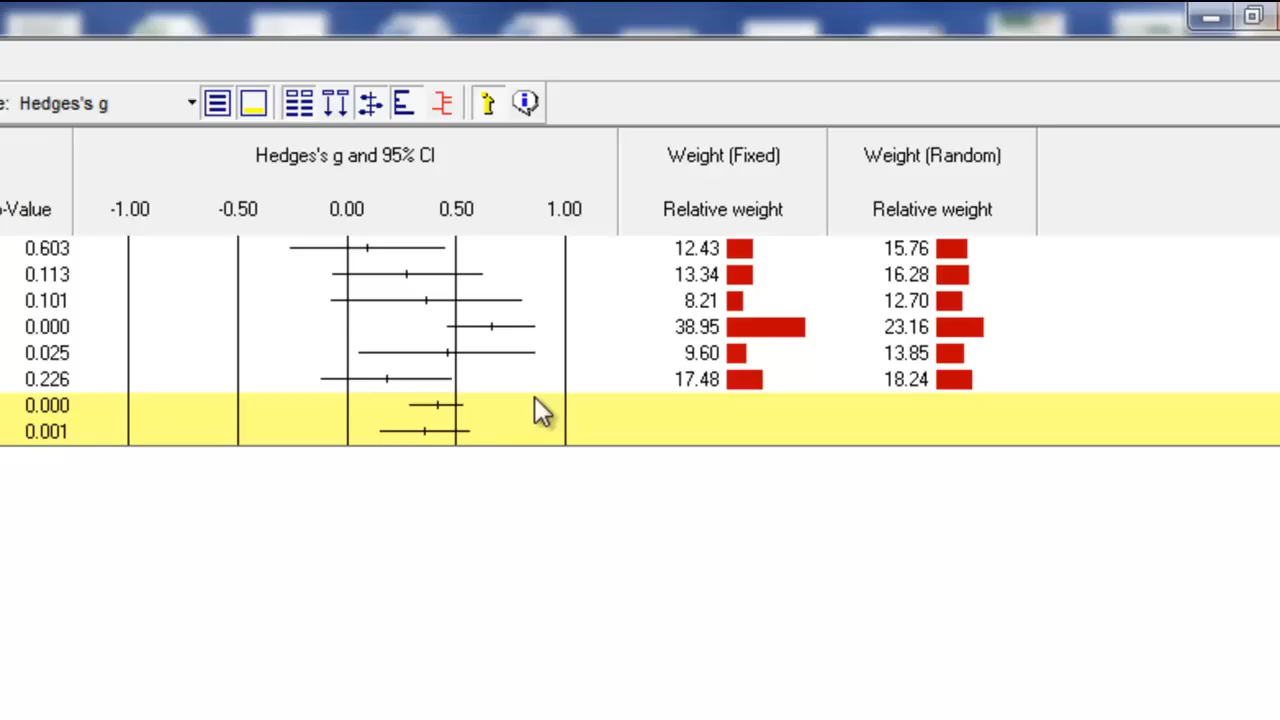 e: Hedges's g
Hedges's g and 95% CI Weight (Fixed) Weight (Random)
-Value -1.00 -0.50 0.00 0.50 1.00 Relative weight Relative weight
0.603 12.43 15.76
0.113 13.34 16.28
0.101 8.21 12.70
0.000 38.95 23.16
0.025 9.60 13.85
0.226 17.48 18.24
0.000
0.001